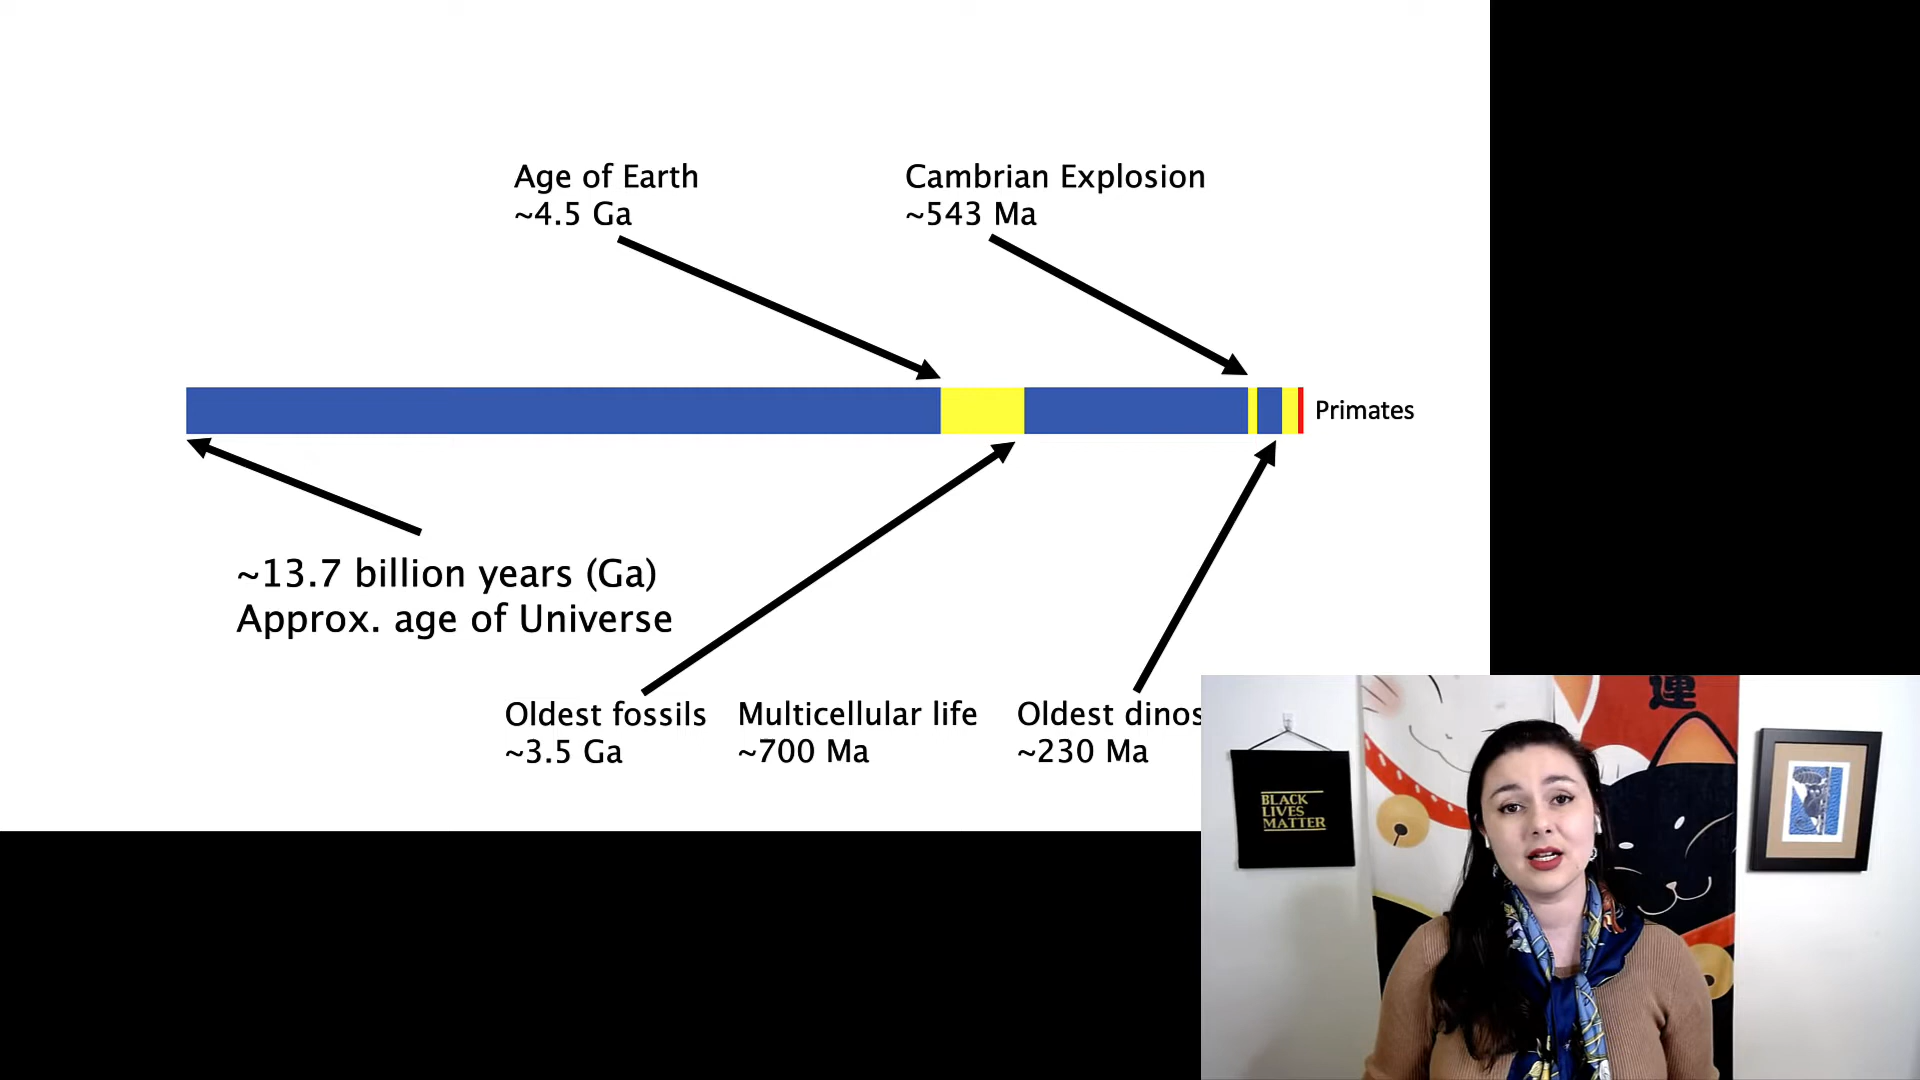 Age of Earth
~4.5 Ga
Cambrian Explosion
~543 Ma
Primates
~13.7 billion years (Ga)
Approx. age of Universe
Oldest fossils
~3.5 Ga
Multicellular life
~700 Ma
Oldest dinos
~230 Ma
運
BLACK
LIVES
MATTER